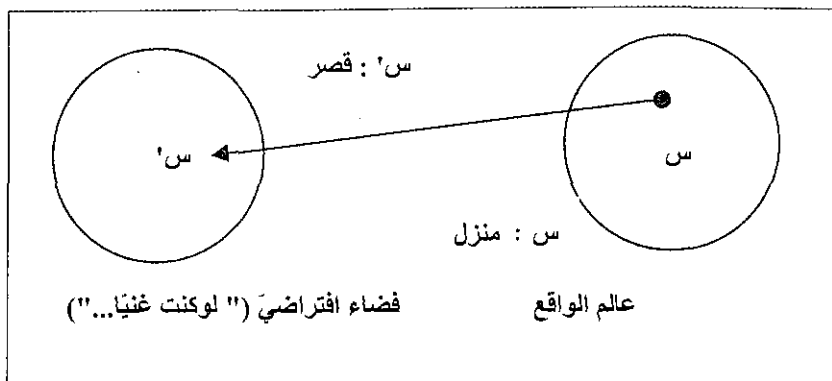 س' : قصر
س
س'
س : منزل
عالم الواقع
فضاء افتراضيّ (" لوكنت غنيّا...")